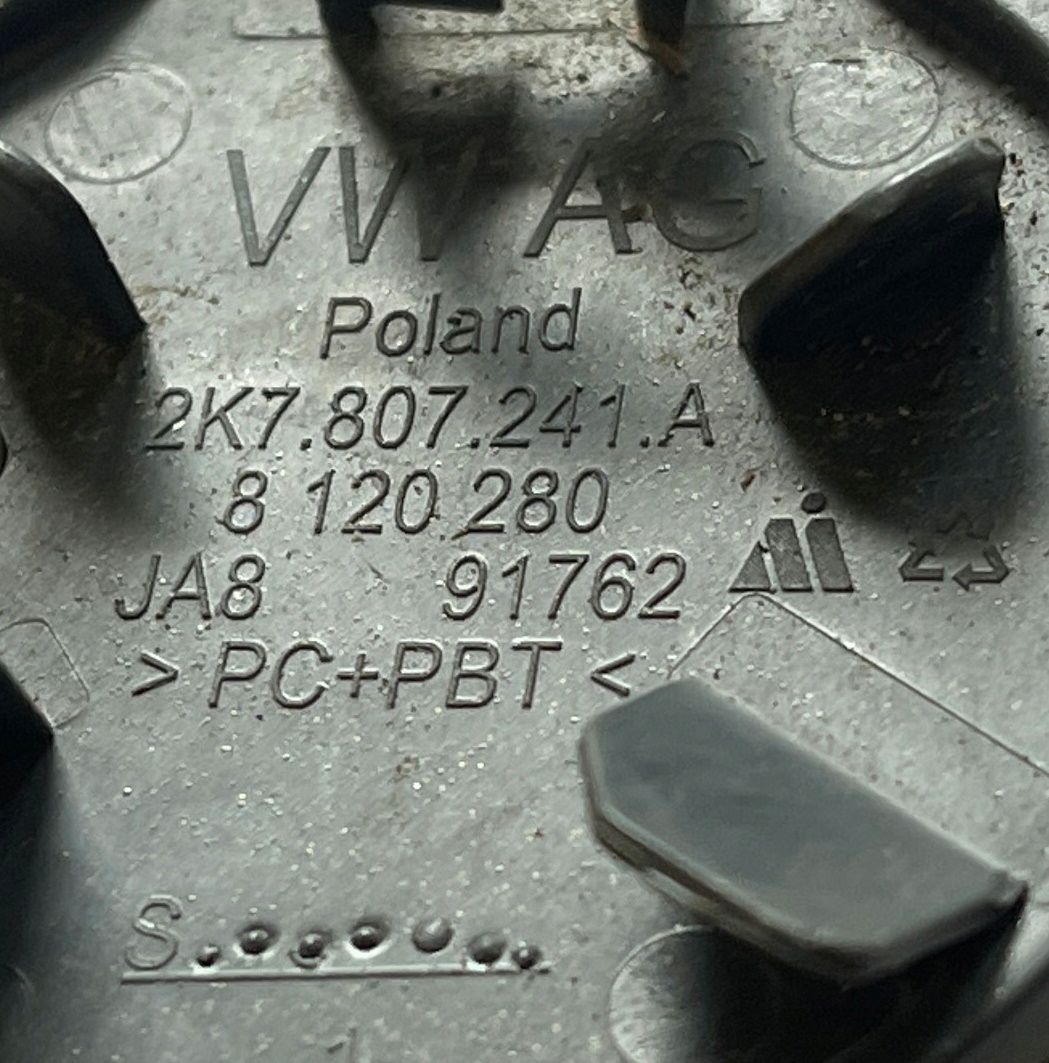 VW AG
Poland
2K7.807.241.A
8 120 280
JA8 91762
> PC+PBT <
S